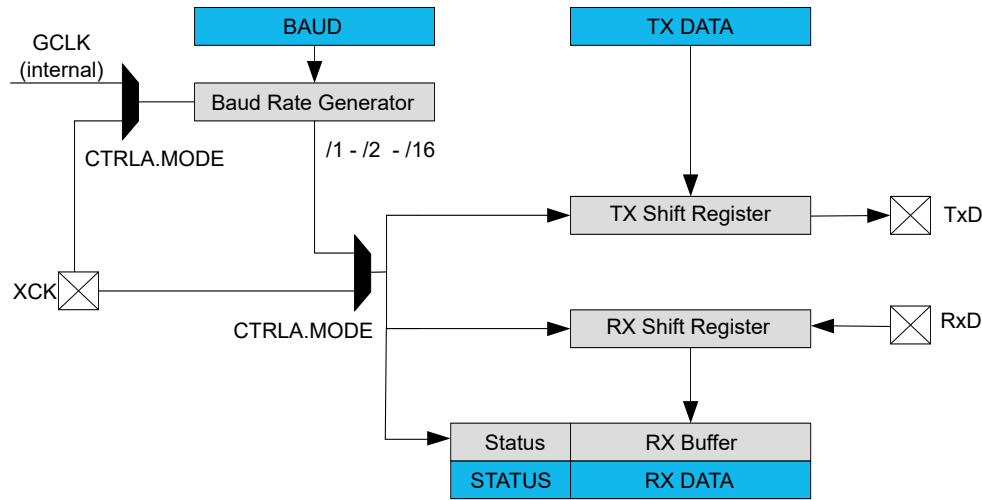 BAUD
TX DATA
GCLK
(internal)
Baud Rate Generator
CTRLA.MODE
/1 - /2 - /16
TX Shift Register
TxD
XCK
CTRLA.MODE
RX Shift Register
RxD
Status
RX Buffer
STATUS
RX DATA